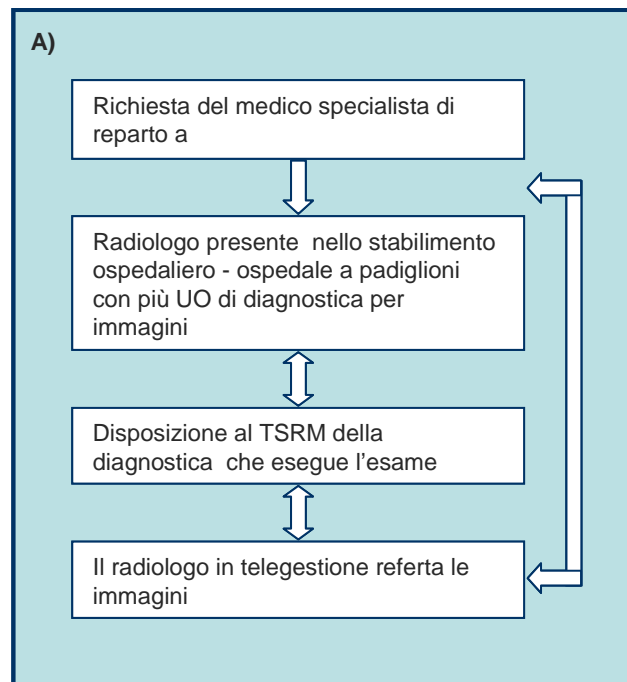 A)
Richiesta del medico specialista di
reparto a
Radiologo presente nello stabilimento
ospedaliero - ospedale a padiglioni
con più UO di diagnostica per
immagini
Disposizione al TSRM della
diagnostica che esegue l'esame
Il radiologo in telegestione referta le
immagini